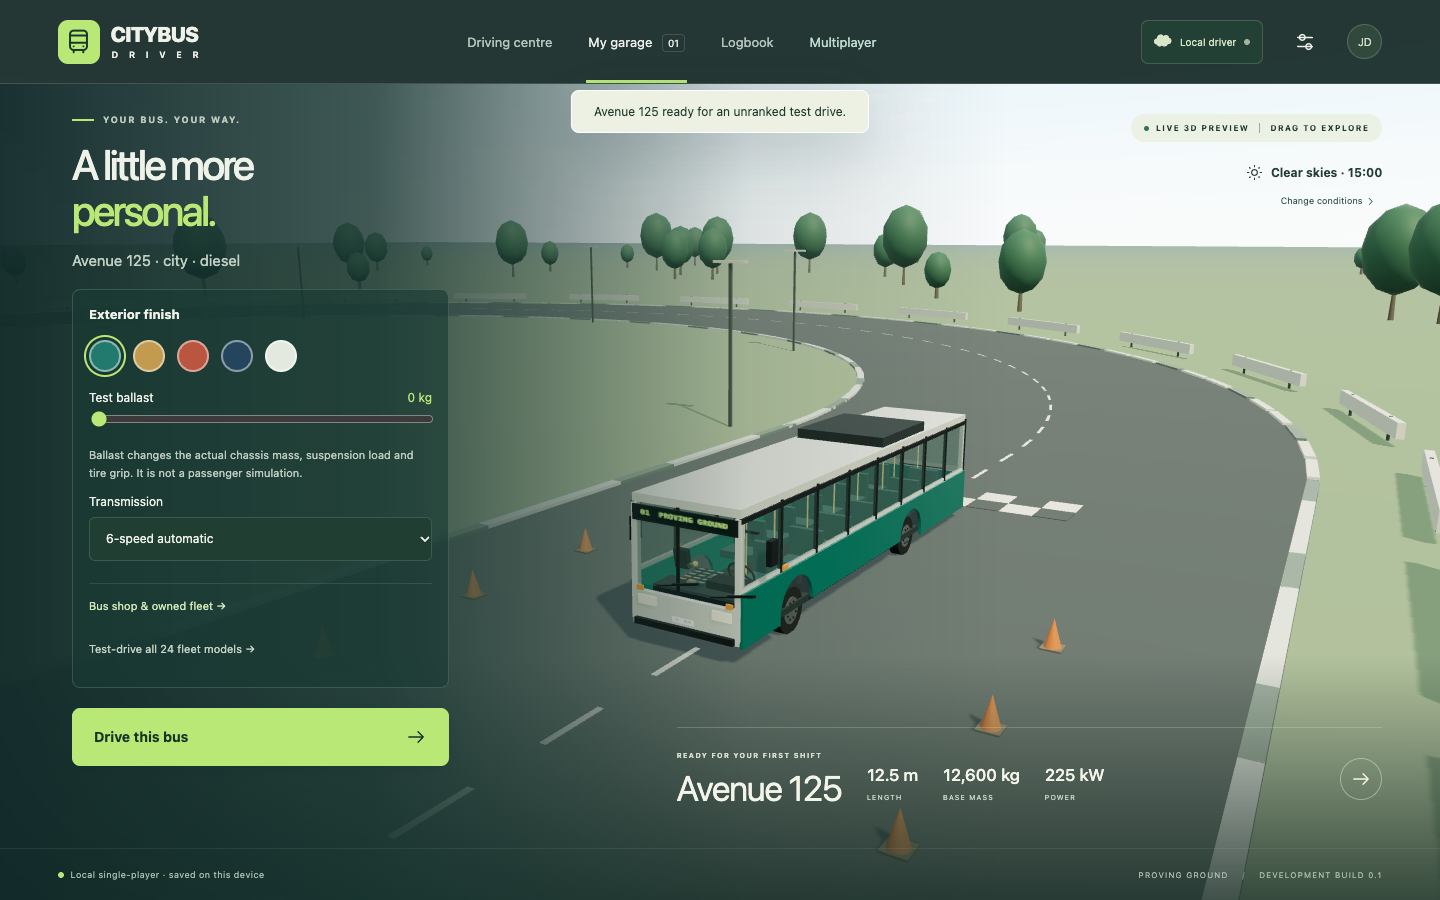 CITYBUS
DRIVER
Driving centre
My garage 01
Logbook
Multiplayer
Local driver
JD
Avenue 125 ready for an unranked test drive.
YOUR BUS. YOUR WAY.
A little more
personal.
Avenue 125 · city · diesel
LIVE 3D PREVIEW | DRAG TO EXPLORE
Clear skies · 15:00
Change conditions
Exterior finish
Test ballast 0 kg
Ballast changes the actual chassis mass, suspension load and
tire grip. It is not a passenger simulation.
Transmission
6-speed automatic
Bus shop & owned fleet →
Test-drive all 24 fleet models →
Drive this bus →
01 PROVING GROUND
READY FOR YOUR FIRST SHIFT
Avenue 125
12.5 m
LENGTH
12,600 kg
BASE MASS
225 kW
POWER
Local single-player · saved on this device
PROVING GROUND / DEVELOPMENT BUILD 0.1